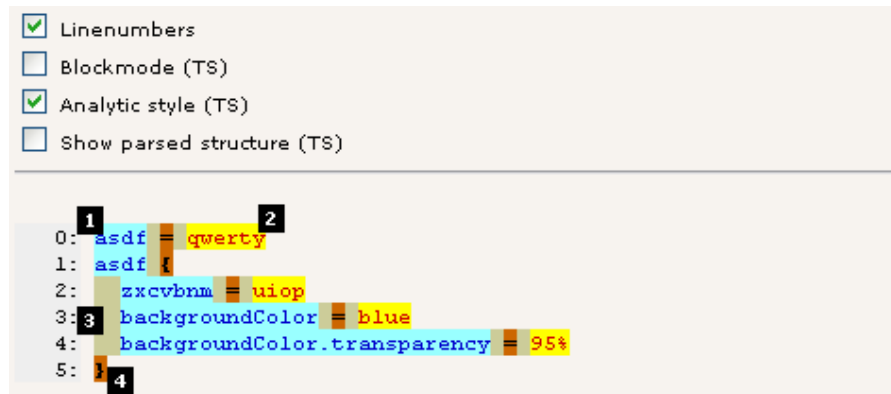 Linenumbers
Blockmode (TS)
Analytic style (TS)
Show parsed structure (TS)
1 2
0: asdf = qwerty
1: asdf {
2: zxcvbnm = uiop
3: 3 backgroundColor = blue
4: backgroundColor.transparency = 95%
5: } 4